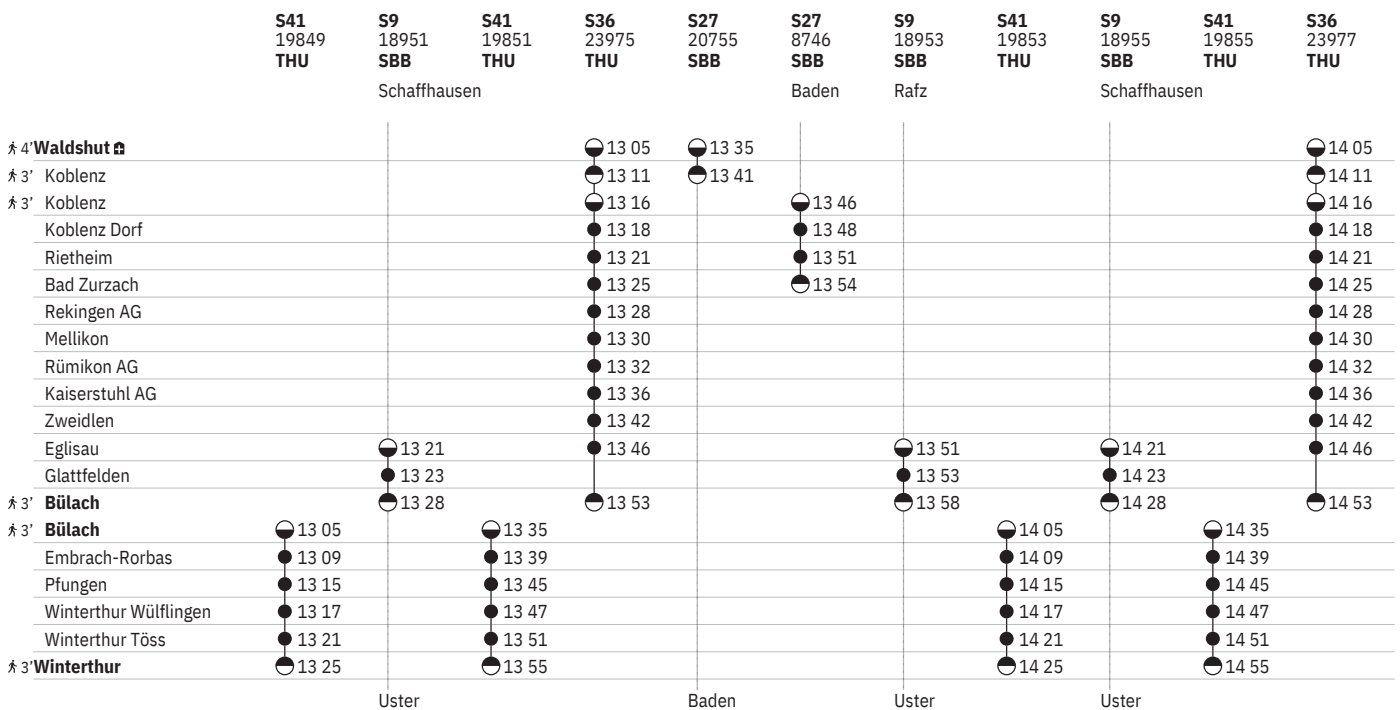 S41 S9 S41 S36 S27 S27 S9 S41 S9 S41 S36
19849 18951 19851 23975 20755 8746 18953 19853 18955 19855 23977
THU SBB THU THU SBB SBB SBB THU SBB THU THU
Schaffhausen Baden Rafz Schaffhausen
4' Waldshut 13 05 13 35 14 05
3' Koblenz 13 11 13 41 14 11
3' Koblenz 13 16 13 46 14 16
Koblenz Dorf 13 18 13 48 14 18
Rietheim 13 21 13 51 14 21
Bad Zurzach 13 25 13 54 14 25
Rekingen AG 13 28 14 28
Mellikon 13 30 14 30
Rümikon AG 13 32 14 32
Kaiserstuhl AG 13 36 14 36
Zweidlen 13 42 14 42
Eglisau 13 21 13 46 13 51 14 21 14 46
Glattfelden 13 23 13 53 14 23
3' Bülach 13 28 13 53 13 58 14 28 14 53
3' Bülach 13 05 13 35 14 05 14 35
Embrach-Rorbas 13 09 13 39 14 09 14 39
Pfungen 13 15 13 45 14 15 14 45
Winterthur Wülflingen 13 17 13 47 14 17 14 47
Winterthur Töss 13 21 13 51 14 21 14 51
3' Winterthur 13 25 13 55 14 25 14 55
Uster Baden Uster Uster